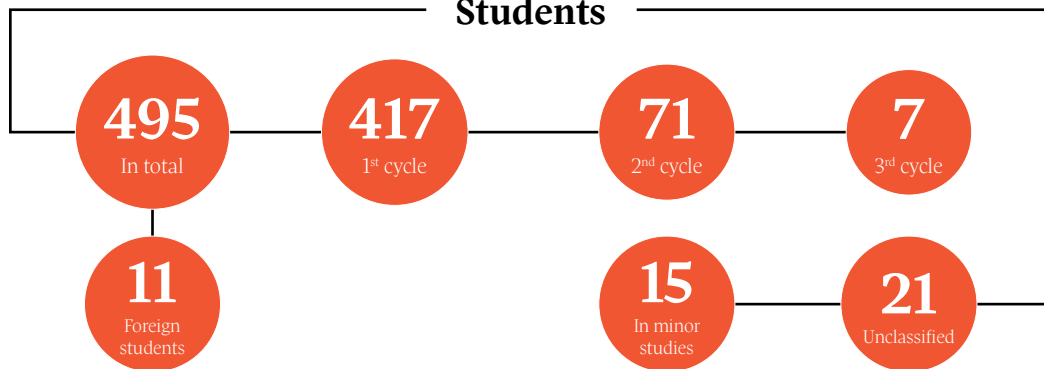 Students
495
In total
417
1st cycle
71
2nd cycle
7
3rd cycle
11
Foreign
students
15
In minor
studies
21
Unclassified